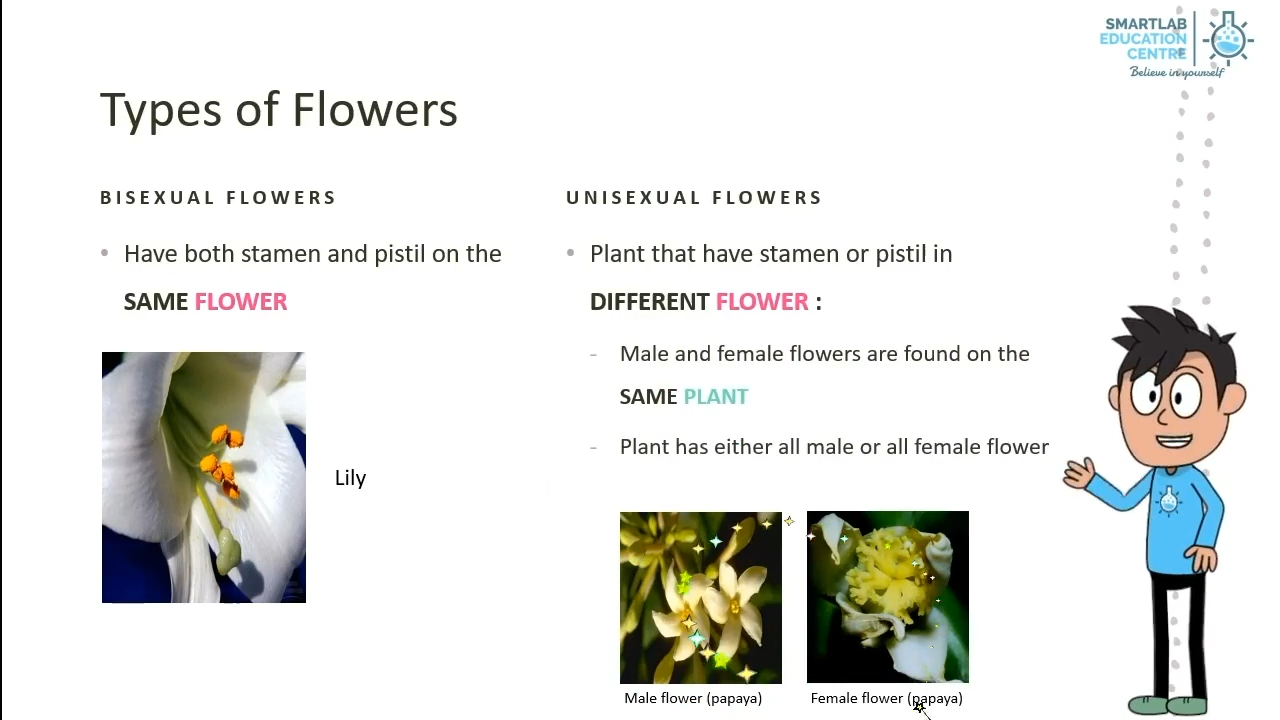 SMARTLAB
EDUCATION
CENTRE
Believe in yourself
Types of Flowers
BISEXUAL FLOWERS
• Have both stamen and pistil on the
SAME FLOWER
Lily
UNISEXUAL FLOWERS
• Plant that have stamen or pistil in
DIFFERENT FLOWER :
- Male and female flowers are found on the
SAME PLANT
- Plant has either all male or all female flower
Male flower (papaya)
Female flower (papaya)